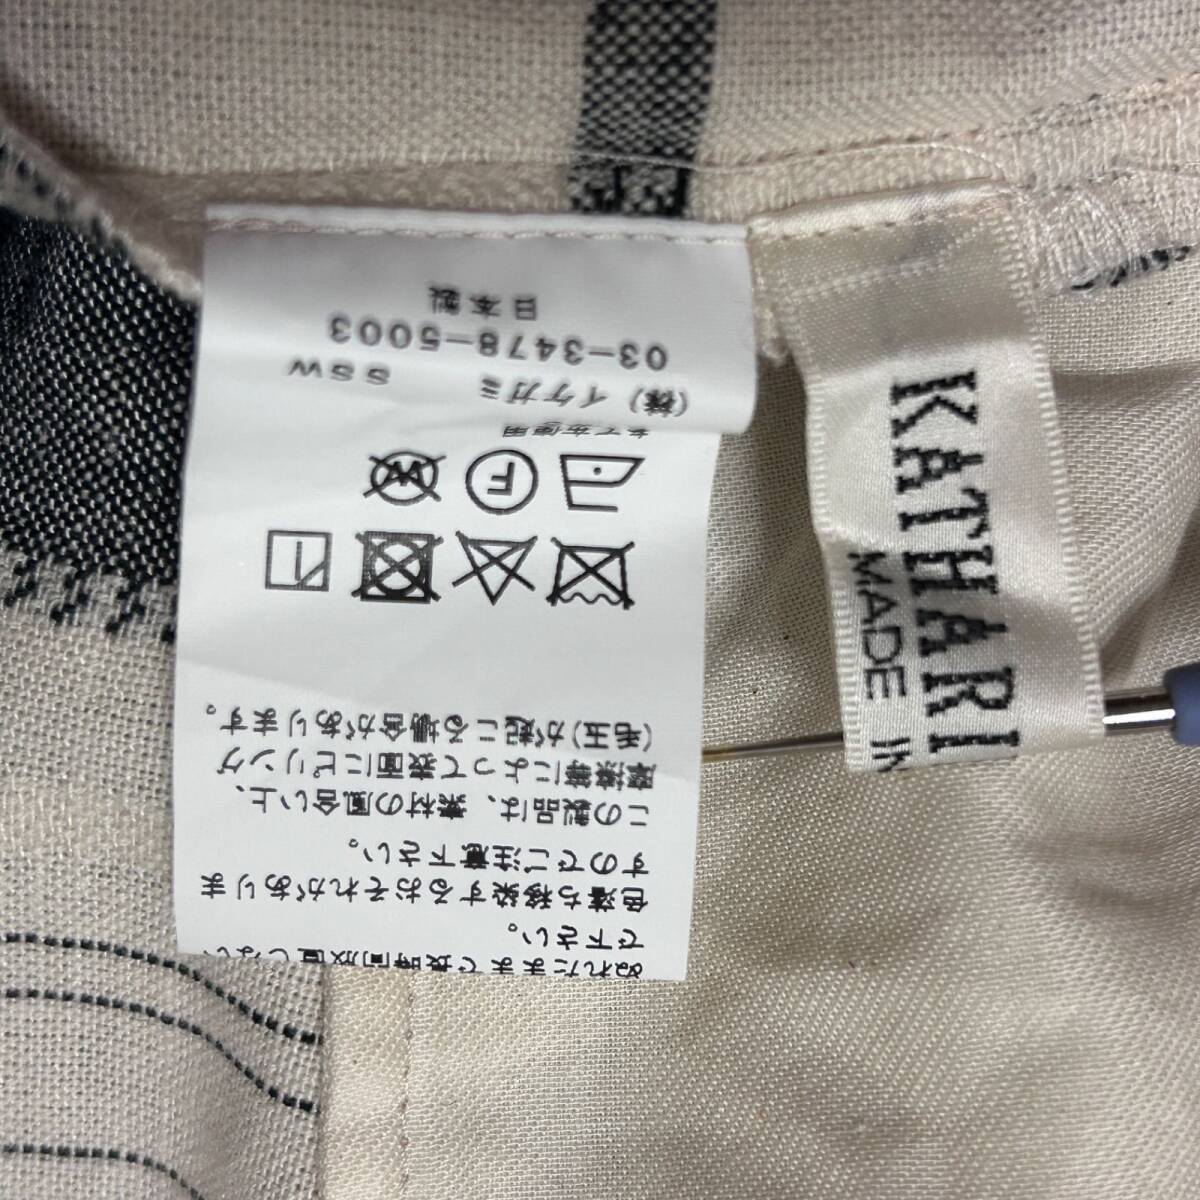 ぬれたままで長時間放置しない
で下さい。
色落ち移染するおそれがありま
すのでご注意下さい。
この製品は、素材の風合い上、
摩擦等によって表面にピリング
(毛玉)が起こる場合があります。
F
W
あて布使用
(株)イケガミ SSW
03-3478-5003
日本製
KATHARI
MADE IN